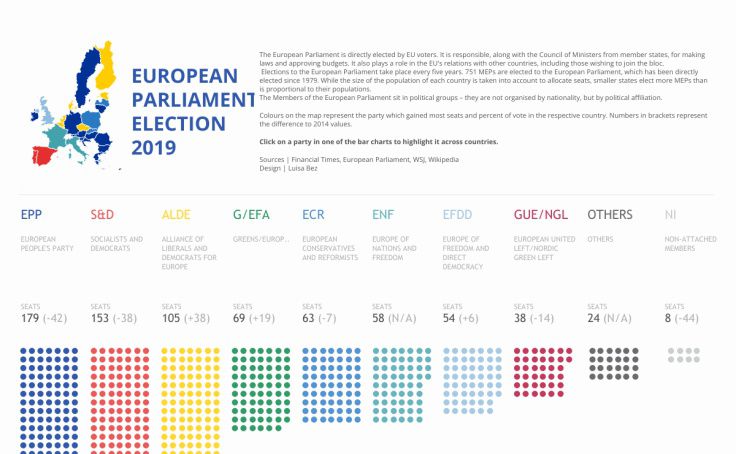 EUROPEAN
PARLIAMENT
ELECTION
2019
The European Parliament is directly elected by EU voters. It is responsible, along with the Council of Ministers from member states, for making
laws and approving budgets. It also plays a role in the EU's relations with other countries, including those wishing to join the bloc.
Elections to the European Parliament take place every five years. 751 MEPs are elected to the European Parliament, which has been directly
elected since 1979. While the size of the population of each country is taken into account to allocate seats, smaller states elect more MEPs than
is proportional to their populations.
The Members of the European Parliament sit in political groups – they are not organised by nationality, but by political affiliation.
Colours on the map represent the party which gained most seats and percent of vote in the respective country. Numbers in brackets represent
the difference to 2014 values.
Click on a party in one of the bar charts to highlight it across countries.
Sources | Financial Times, European Parliament, WSJ, Wikipedia
Design | Luisa Bez
EPP
EUROPEAN
PEOPLE'S PARTY
SEATS
179 (-42)
S&D
SOCIALISTS AND
DEMOCRATS
SEATS
153 (-38)
ALDE
ALLIANCE OF
LIBERALS AND
DEMOCRATS FOR
EUROPE
SEATS
105 (+38)
G/EFA
GREENS/EUROP..
SEATS
69 (+19)
ECR
EUROPEAN
CONSERVATIVES
AND REFORMISTS
SEATS
63 (-7)
ENF
EUROPE OF
NATIONS AND
FREEDOM
SEATS
58 (N/A)
EFDD
EUROPE OF
FREEDOM AND
DIRECT
DEMOCRACY
SEATS
54 (+6)
GUE/NGL
EUROPEAN UNITED
LEFT/NORDIC
GREEN LEFT
SEATS
38 (-14)
OTHERS
OTHERS
SEATS
24 (N/A)
NI
NON-ATTACHED
MEMBERS
SEATS
8 (-44)